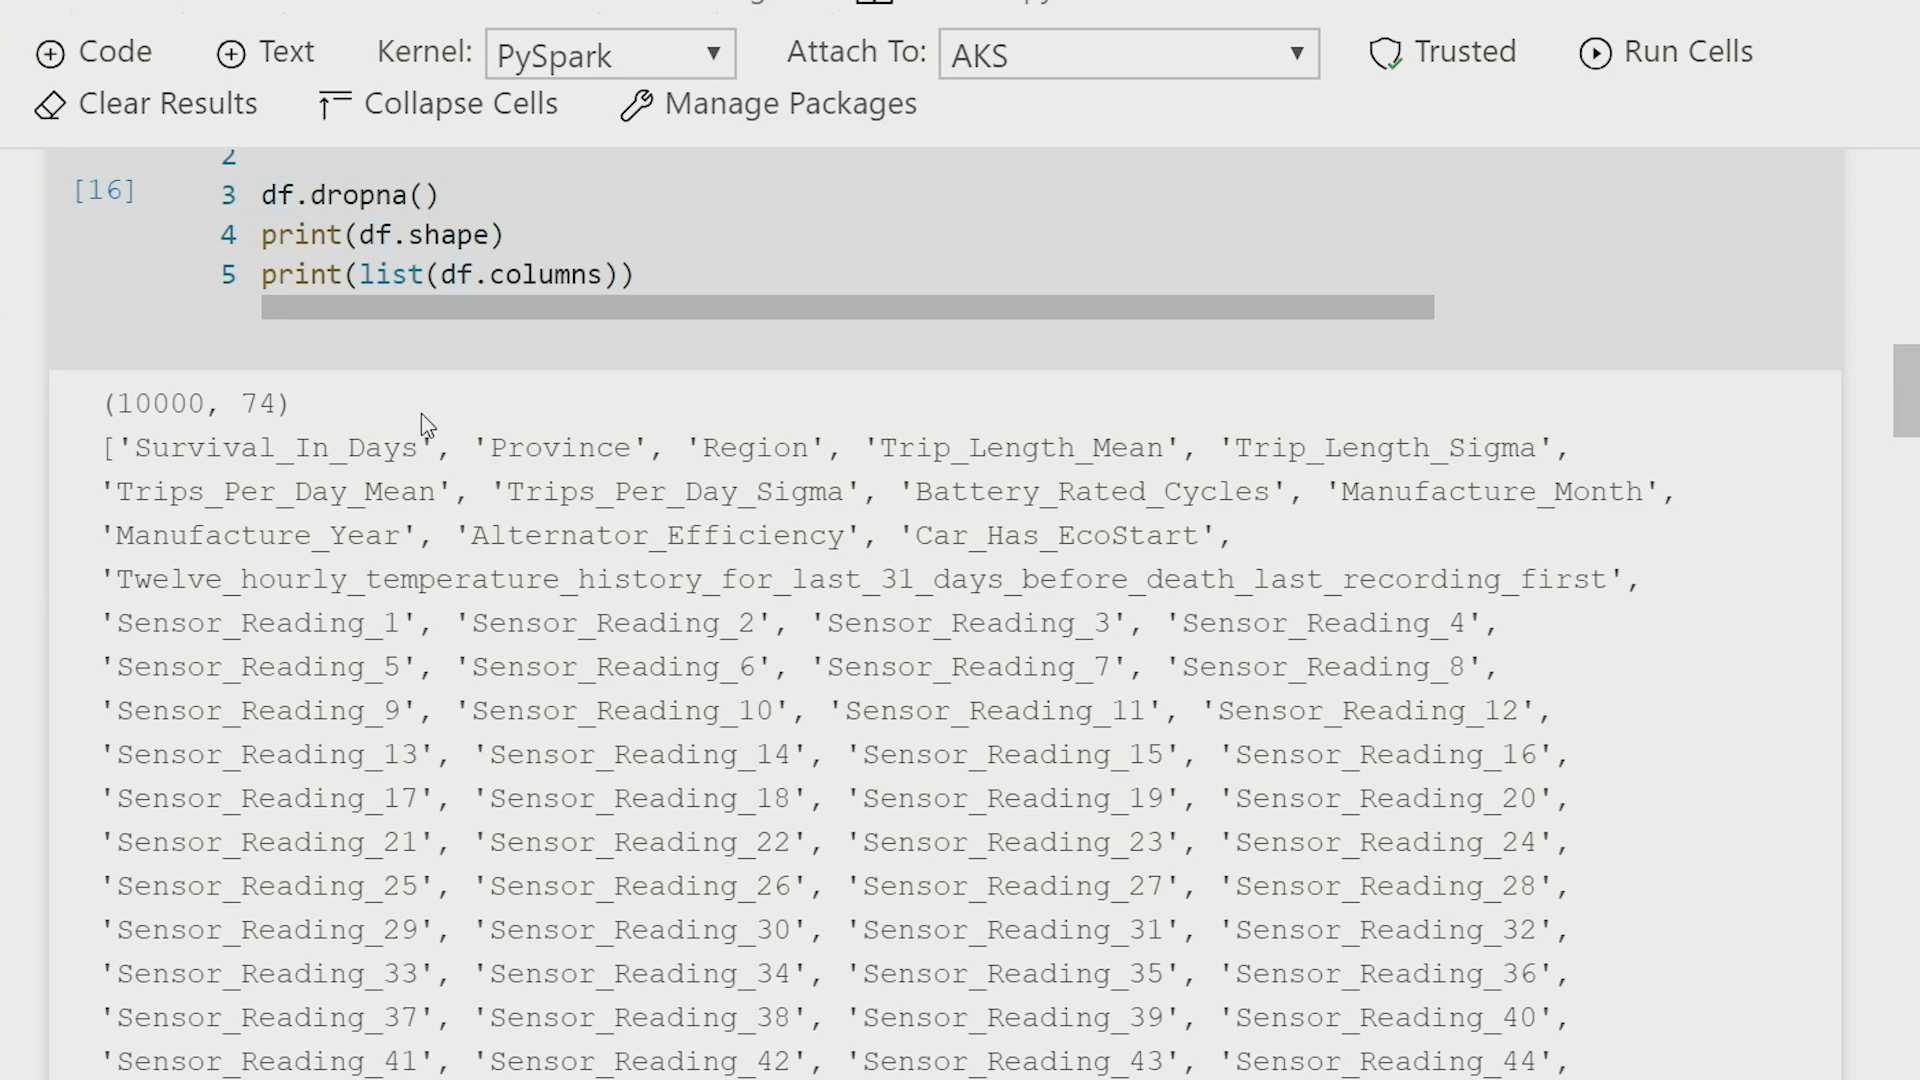 Code Text Kernel: PySpark Attach To: AKS Trusted Run Cells
Clear Results Collapse Cells Manage Packages
2
[16] 3 df.dropna()
4 print(df.shape)
5 print(list(df.columns))
(10000, 74)
['Survival_In_Days', 'Province', 'Region', 'Trip_Length_Mean', 'Trip_Length_Sigma',
'Trips_Per_Day_Mean', 'Trips_Per_Day_Sigma', 'Battery_Rated_Cycles', 'Manufacture_Month',
'Manufacture_Year', 'Alternator_Efficiency', 'Car_Has_EcoStart',
'Twelve_hourly_temperature_history_for_last_31_days_before_death_last_recording_first',
'Sensor_Reading_1', 'Sensor_Reading_2', 'Sensor_Reading_3', 'Sensor_Reading_4',
'Sensor_Reading_5', 'Sensor_Reading_6', 'Sensor_Reading_7', 'Sensor_Reading_8',
'Sensor_Reading_9', 'Sensor_Reading_10', 'Sensor_Reading_11', 'Sensor_Reading_12',
'Sensor_Reading_13', 'Sensor_Reading_14', 'Sensor_Reading_15', 'Sensor_Reading_16',
'Sensor_Reading_17', 'Sensor_Reading_18', 'Sensor_Reading_19', 'Sensor_Reading_20',
'Sensor_Reading_21', 'Sensor_Reading_22', 'Sensor_Reading_23', 'Sensor_Reading_24',
'Sensor_Reading_25', 'Sensor_Reading_26', 'Sensor_Reading_27', 'Sensor_Reading_28',
'Sensor_Reading_29', 'Sensor_Reading_30', 'Sensor_Reading_31', 'Sensor_Reading_32',
'Sensor_Reading_33', 'Sensor_Reading_34', 'Sensor_Reading_35', 'Sensor_Reading_36',
'Sensor_Reading_37', 'Sensor_Reading_38', 'Sensor_Reading_39', 'Sensor_Reading_40',
'Sensor_Reading_41', 'Sensor_Reading_42', 'Sensor_Reading_43', 'Sensor_Reading_44',